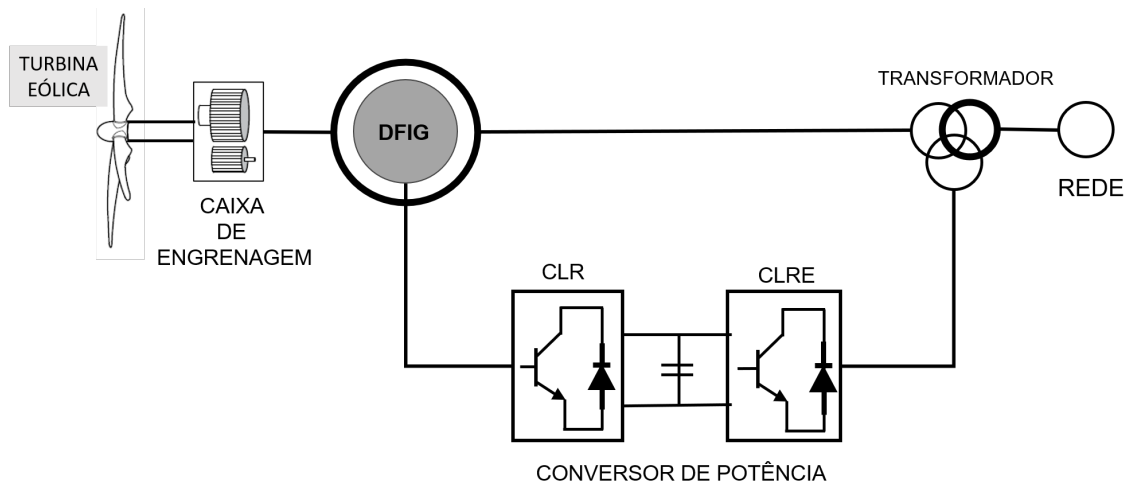 TURBINA
EÓLICA
CAIXA
DE
ENGRENAGEM
DFIG
TRANSFORMADOR
REDE
CLR
CLRE
CONVERSOR DE POTÊNCIA